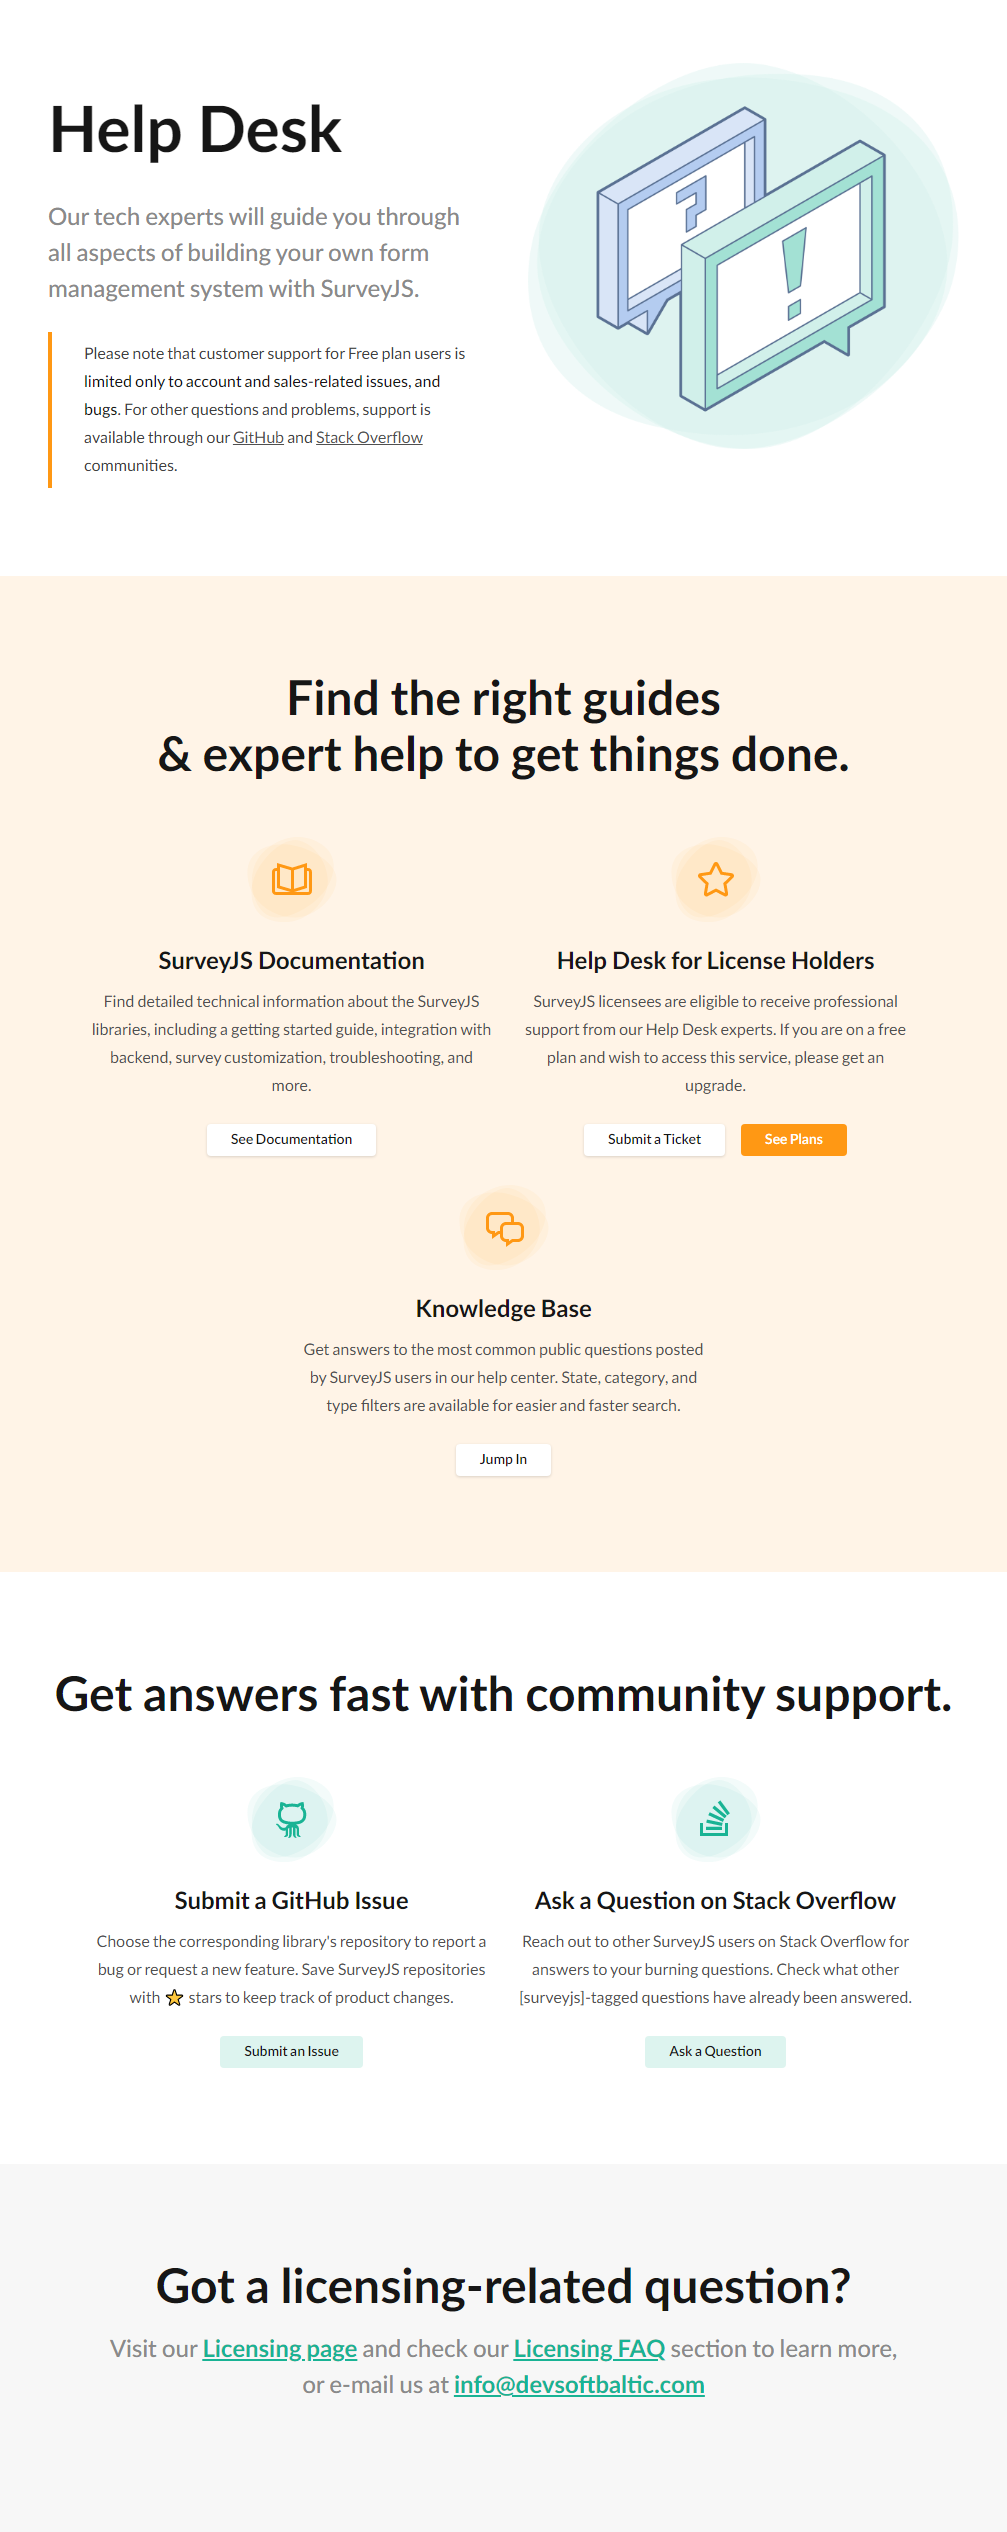 Help Desk
Our tech experts will guide you through
all aspects of building your own form
management system with SurveyJS.
Please note that customer support for Free plan users is
limited only to account and sales-related issues, and
bugs. For other questions and problems, support is
available through our GitHub and Stack Overflow
communities.
?
!
Find the right guides
& expert help to get things done.
SurveyJS Documentation
Find detailed technical information about the SurveyJS
libraries, including a getting started guide, integration with
backend, survey customization, troubleshooting, and
more.
See Documentation
Help Desk for License Holders
SurveyJS licensees are eligible to receive professional
support from our Help Desk experts. If you are on a free
plan and wish to access this service, please get an
upgrade.
Submit a Ticket
See Plans
Knowledge Base
Get answers to the most common public questions posted
by SurveyJS users in our help center. State, category, and
type filters are available for easier and faster search.
Jump In
Get answers fast with community support.
Submit a GitHub Issue
Choose the corresponding library's repository to report a
bug or request a new feature. Save SurveyJS repositories
with ⭐ stars to keep track of product changes.
Submit an Issue
Ask a Question on Stack Overflow
Reach out to other SurveyJS users on Stack Overflow for
answers to your burning questions. Check what other
[surveyjs]-tagged questions have already been answered.
Ask a Question
Got a licensing-related question?
Visit our Licensing page and check our Licensing FAQ section to learn more,
or e-mail us at info@devsoftbaltic.com